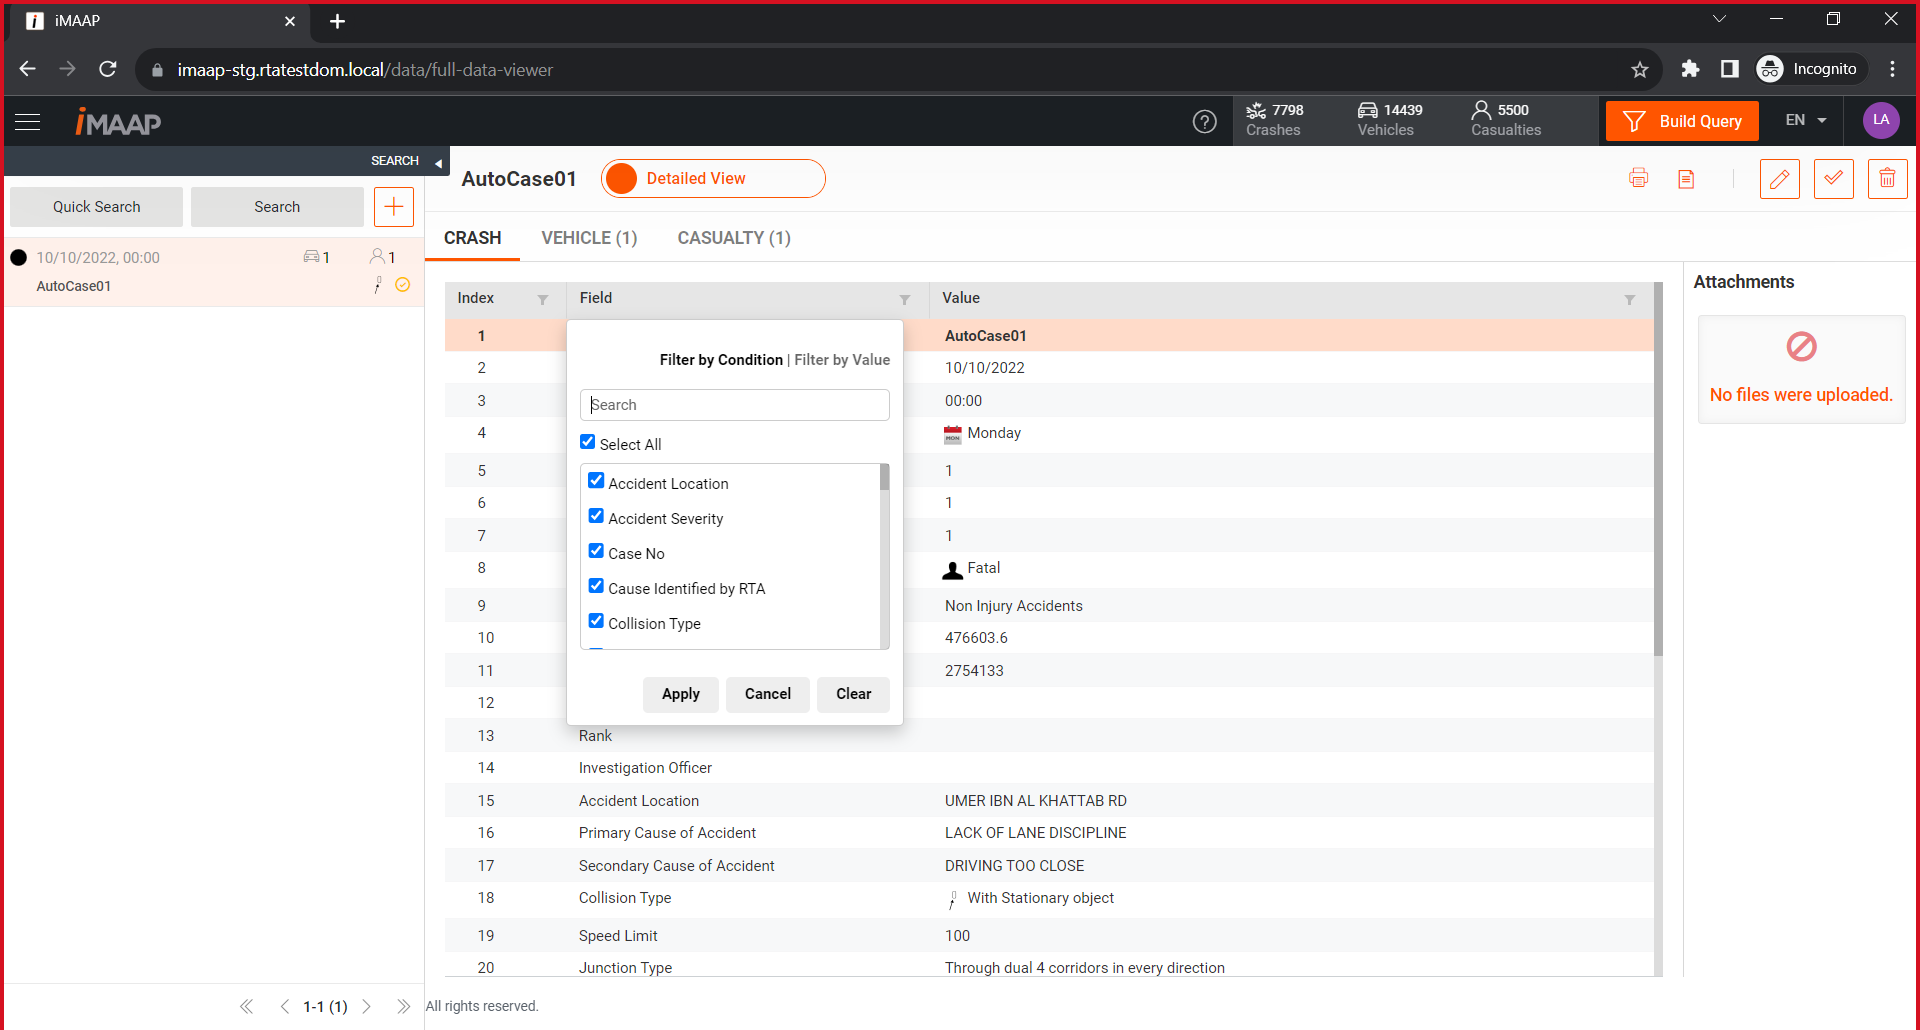 iMAAP
imaap-stg.rtatestdom.local/data/full-data-viewer
Incognito
iMAAP
7798
Crashes
14439
Vehicles
5500
Casualties
Build Query
EN
LA
SEARCH
Quick Search
Search
10/10/2022, 00:00
1
1
AutoCase01
AutoCase01
Detailed View
CRASH
VEHICLE (1)
CASUALTY (1)
Index Field Value
1 AutoCase01
2 10/10/2022
3 00:00
4 MON Monday
5 1
6 1
7 1
8 Fatal
9 Non Injury Accidents
10 476603.6
11 2754133
12
13 Rank
14 Investigation Officer
15 Accident Location UMER IBN AL KHATTAB RD
16 Primary Cause of Accident LACK OF LANE DISCIPLINE
17 Secondary Cause of Accident DRIVING TOO CLOSE
18 Collision Type With Stationary object
19 Speed Limit 100
20 Junction Type Through dual 4 corridors in every direction
Filter by Condition | Filter by Value
Search
Select All
Accident Location
Accident Severity
Case No
Cause Identified by RTA
Collision Type
Apply
Cancel
Clear
Attachments
No files were uploaded.
1-1 (1)
All rights reserved.